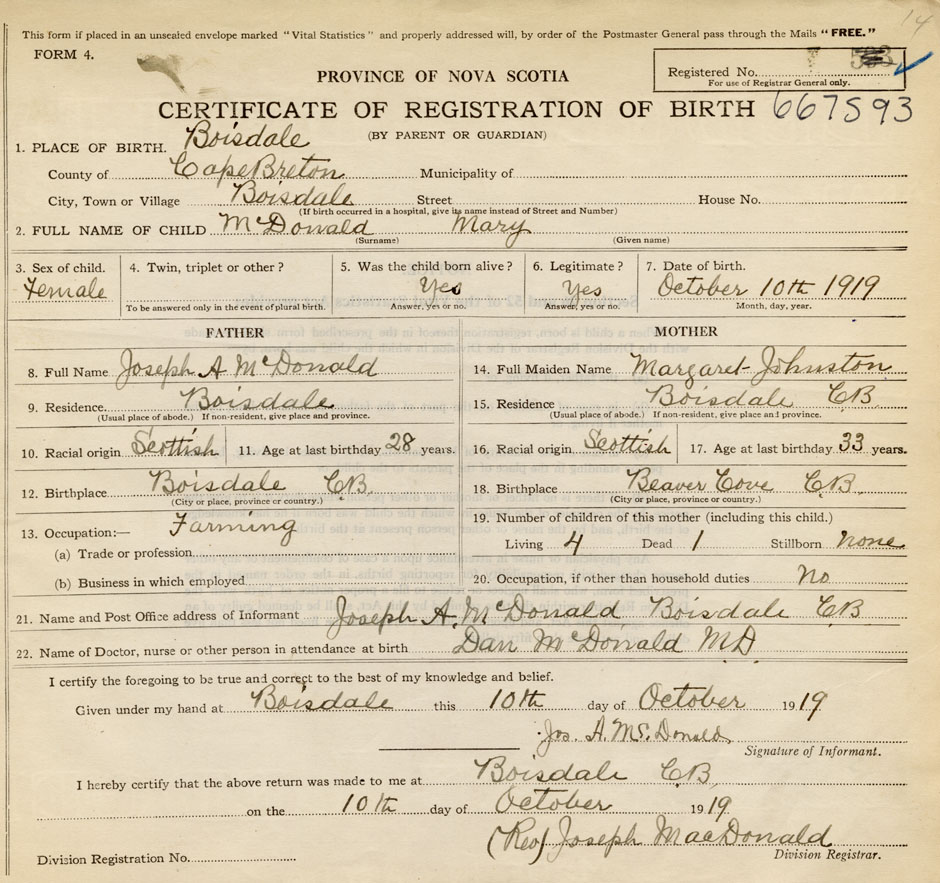 14
This form if placed in an unsealed envelope marked "Vital Statistics" and properly addressed will, by order of the Postmaster General pass through the Mails "FREE."
FORM 4.
Registered No.
For use of Registrar General only.
PROVINCE OF NOVA SCOTIA
CERTIFICATE OF REGISTRATION OF BIRTH 667593
(BY PARENT OR GUARDIAN)
1. PLACE OF BIRTH. Boisdale
County of Cape Breton Municipality of
City, Town or Village Boisdale Street House No.
(If birth occurred in a hospital, give its name instead of Street and Number)
2. FULL NAME OF CHILD McDonald Mary
(Surname) (Given name)
3. Sex of child. Female
4. Twin, triplet or other?
To be answered only in the event of plural birth.
5. Was the child born alive? Yes
Answer, yes or no.
6. Legitimate? Yes
Answer, yes or no.
7. Date of birth.
October 10th 1919
Month, day, year.
FATHER
8. Full Name Joseph A McDonald
9. Residence. Boisdale
(Usual place of abode.) If non-resident, give place and province.
10. Racial origin Scottish 11. Age at last birthday 28 years.
12. Birthplace Boisdale C.B.
(City or place, province or country.)
13. Occupation:— Farming
(a) Trade or profession
(b) Business in which employed
MOTHER
14. Full Maiden Name Margaret Johnston
15. Residence Boisdale C.B.
(Usual place of abode.) If non-resident, give place and province.
16. Racial origin Scottish 17. Age at last birthday 33 years.
18. Birthplace Beaver Cove C.B.
(City or place, province or country.)
19. Number of children of this mother (including this child.)
Living 4 Dead 1 Stillborn none
20. Occupation, if other than household duties no
21. Name and Post Office address of Informant Joseph A. McDonald Boisdale C.B
22. Name of Doctor, nurse or other person in attendance at birth Dan McDonald M.D.
I certify the foregoing to be true and correct to the best of my knowledge and belief.
Given under my hand at Boisdale this 10th day of October 1919
Jos. A. McDonald
Signature of Informant.
I hereby certify that the above return was made to me at Boisdale C.B.
on the 10th day of October 1919
(Rev) Joseph MacDonald
Division Registration No. Division Registrar.